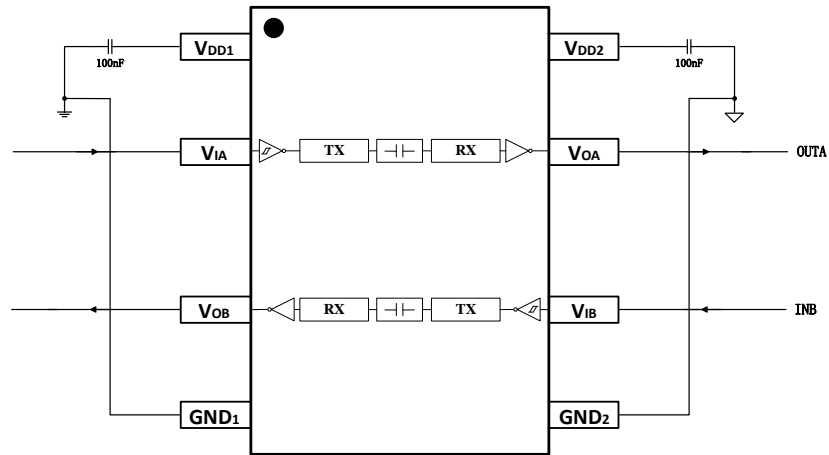 VDD1
VDD2
100nF
100nF
VIA
TX
RX
VOA
OUTA
VOB
RX
TX
VIB
INB
GND1
GND2